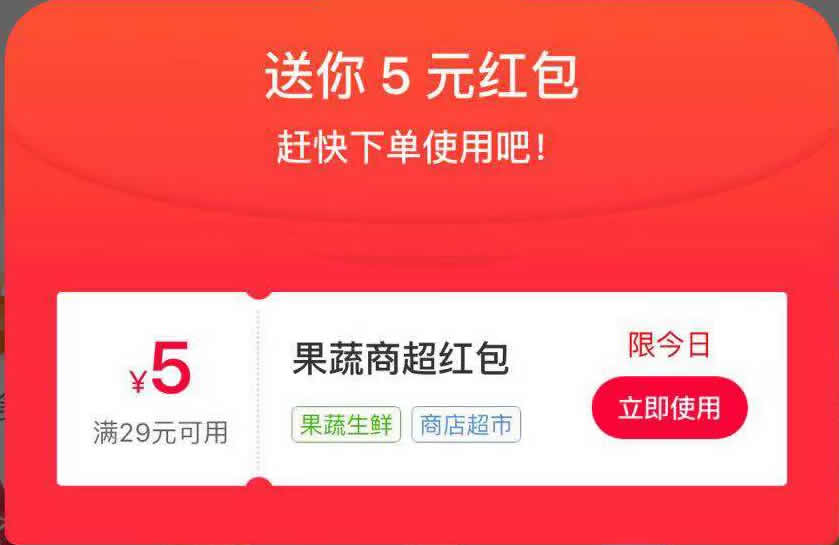 送你 5 元红包
赶快下单使用吧！
¥5
满29元可用
果蔬商超红包
果蔬生鲜 商店超市
限今日
立即使用